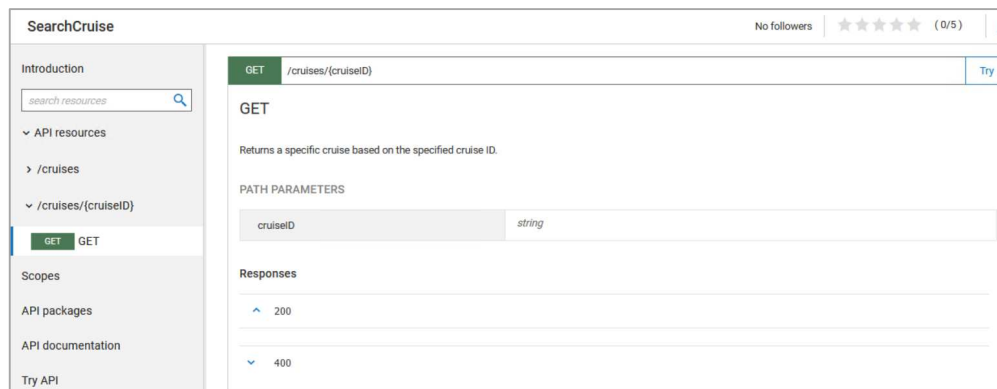 SearchCruise
No followers
( 0/5 )
Introduction
search resources
API resources
/cruises
/cruises/{cruiseID}
GET GET
Scopes
API packages
API documentation
Try API
GET /cruises/{cruiseID} Try
GET
Returns a specific cruise based on the specified cruise ID.
PATH PARAMETERS
cruiseID string
Responses
200
400